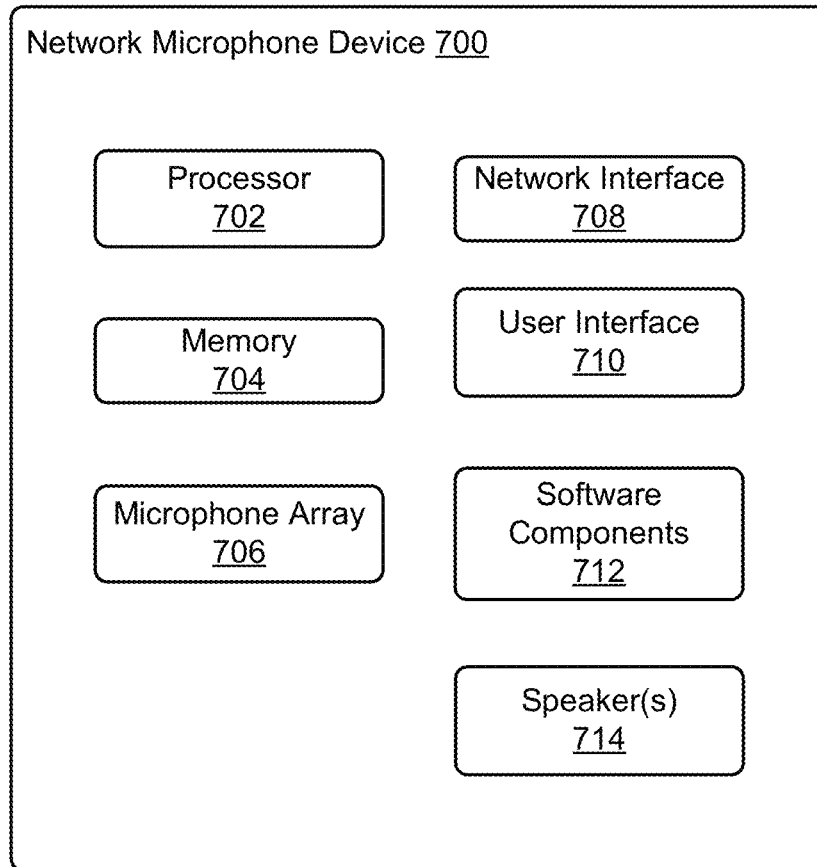 Network Microphone Device 700
Processor
702
Memory
704
Microphone Array
706
Network Interface
708
User Interface
710
Software
Components
712
Speaker(s)
714